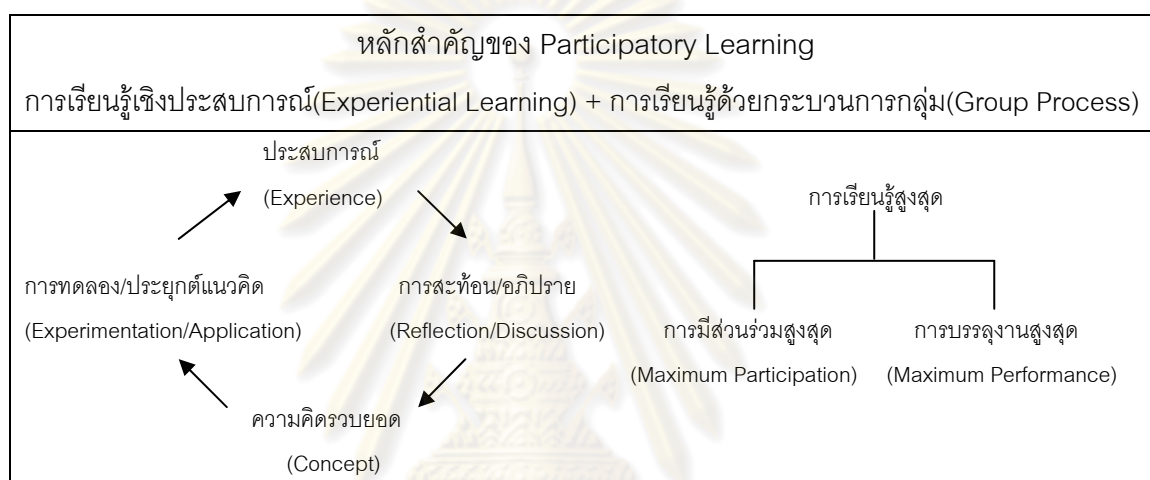 หลักสำคัญของ Participatory Learning
การเรียนรู้เชิงประสบการณ์(Experiential Learning) + การเรียนรู้ด้วยกระบวนการกลุ่ม(Group Process)
ประสบการณ์
(Experience)
การทดลอง/ประยุกต์แนวคิด
(Experimentation/Application)
การสะท้อน/อภิปราย
(Reflection/Discussion)
ความคิดรวบยอด
(Concept)
การเรียนรู้สูงสุด
การมีส่วนร่วมสูงสุด
(Maximum Participation)
การบรรลุงานสูงสุด
(Maximum Performance)